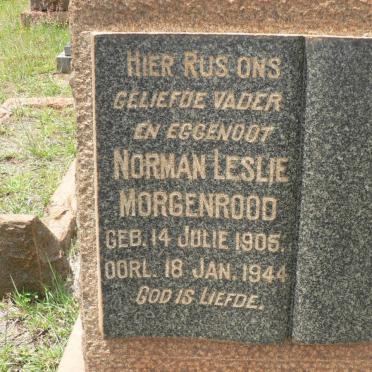 HIER RUS ONS
GELIEFDE VADER
EN EGGENOOT
NORMAN LESLIE
MORGENROOD
GEB. 14 JULIE 1905.
OORL. 18 JAN. 1944
GOD IS LIEFDE.